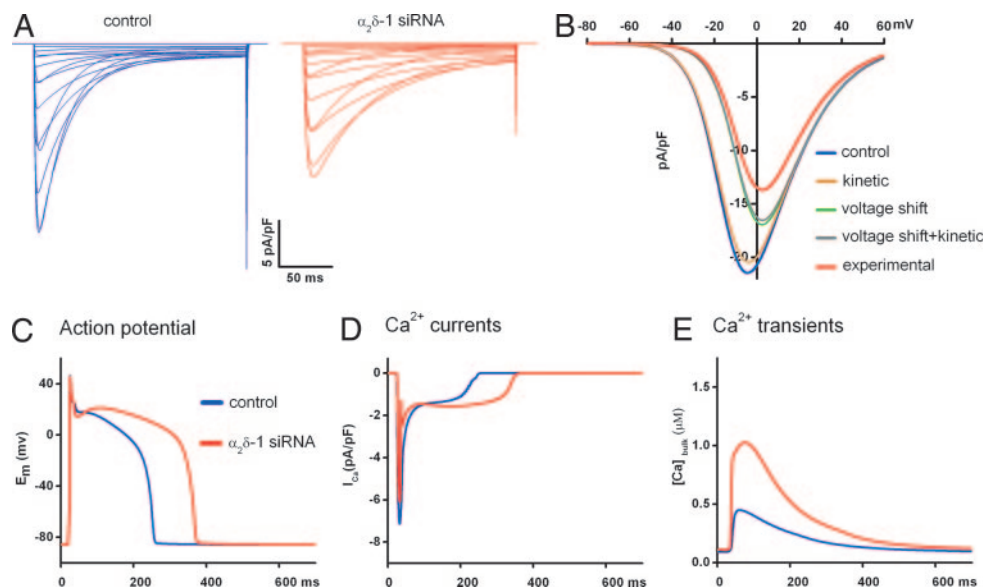 A
control
α₂δ-1 siRNA
5 pA/pF
50 ms
B
-80 -60 -40 -20 0 20 40 60 mV
-5
-10
-15
-20
pA/pF
control
kinetic
voltage shift
voltage shift+kinetic
experimental
C Action potential
40
0
-40
-80
Eₘ (mv)
control
α₂δ-1 siRNA
0 200 400 600 ms
D Ca²⁺ currents
0
-2
-4
-6
-8
I_Ca(pA/pF)
0 200 400 600 ms
E Ca²⁺ transients
1.5
1.0
0.5
0.0
[Ca]bulk (μM)
0 200 400 600 ms